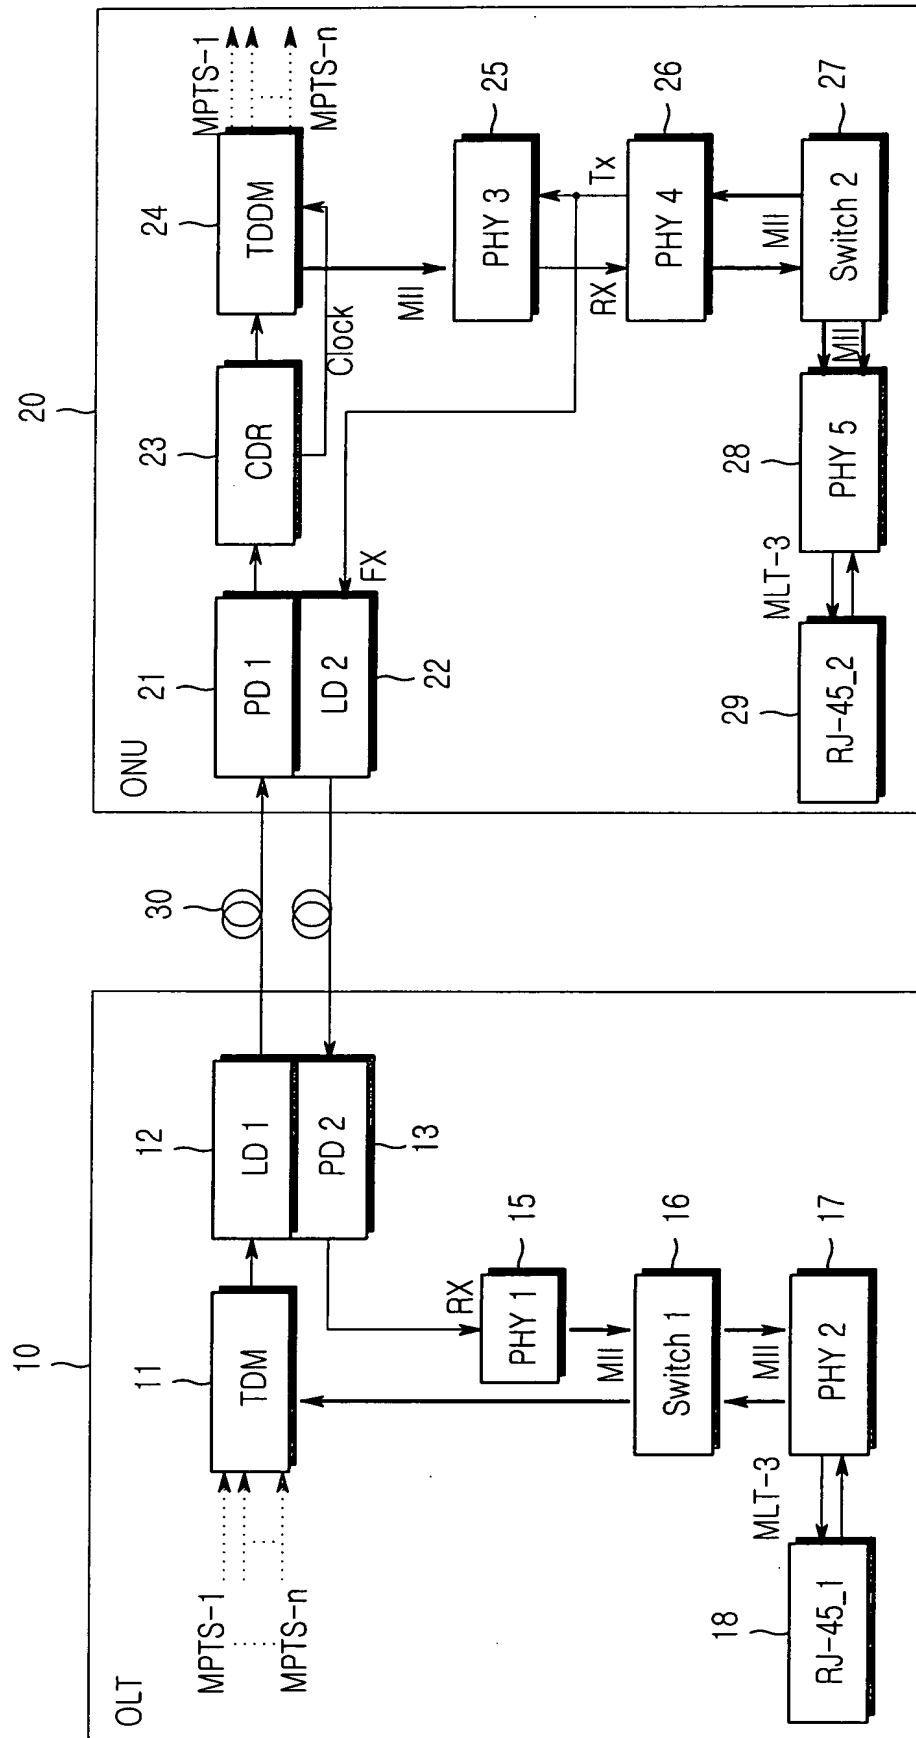 OLT
10
MPTS-1
MPTS-n
11
TDM
12
LD 1
PD 2
13
RX
15
PHY 1
MII
16
Switch 1
MII
17
PHY 2
MLT-3
18
RJ-45_1
30
ONU
20
21
PD 1
LD 2
22
FX
23
CDR
Clock
24
TDDM
MPTS-1
MPTS-n
MII
25
PHY 3
RX
Tx
26
PHY 4
MII
27
Switch 2
MII
28
PHY 5
MLT-3
29
RJ-45_2